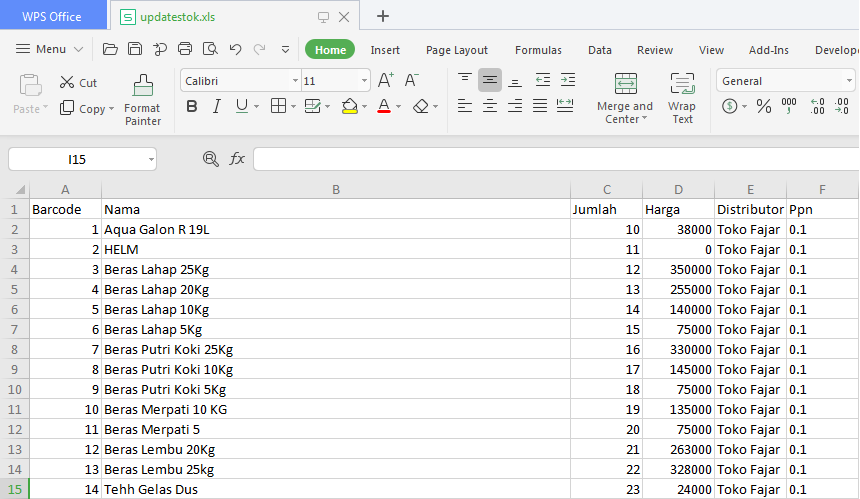 WPS Office updatestok.xls
Menu Home Insert Page Layout Formulas Data Review View Add-Ins Develop
Paste Cut Copy Format Painter Calibri 11 A+ A- Merge and Center Wrap Text General
B I U A $ % 000 .0 .00 .00 .0
I15 fx
A B C D E F
1 Barcode Nama Jumlah Harga Distributor Ppn
2 1 Aqua Galon R 19L 10 38000 Toko Fajar 0.1
3 2 HELM 11 0 Toko Fajar 0.1
4 3 Beras Lahap 25Kg 12 350000 Toko Fajar 0.1
5 4 Beras Lahap 20Kg 13 255000 Toko Fajar 0.1
6 5 Beras Lahap 10Kg 14 140000 Toko Fajar 0.1
7 6 Beras Lahap 5Kg 15 75000 Toko Fajar 0.1
8 7 Beras Putri Koki 25Kg 16 330000 Toko Fajar 0.1
9 8 Beras Putri Koki 10Kg 17 145000 Toko Fajar 0.1
10 9 Beras Putri Koki 5Kg 18 75000 Toko Fajar 0.1
11 10 Beras Merpati 10 KG 19 135000 Toko Fajar 0.1
12 11 Beras Merpati 5 20 75000 Toko Fajar 0.1
13 12 Beras Lembu 20Kg 21 263000 Toko Fajar 0.1
14 13 Beras Lembu 25kg 22 328000 Toko Fajar 0.1
15 14 Tehh Gelas Dus 23 24000 Toko Fajar 0.1